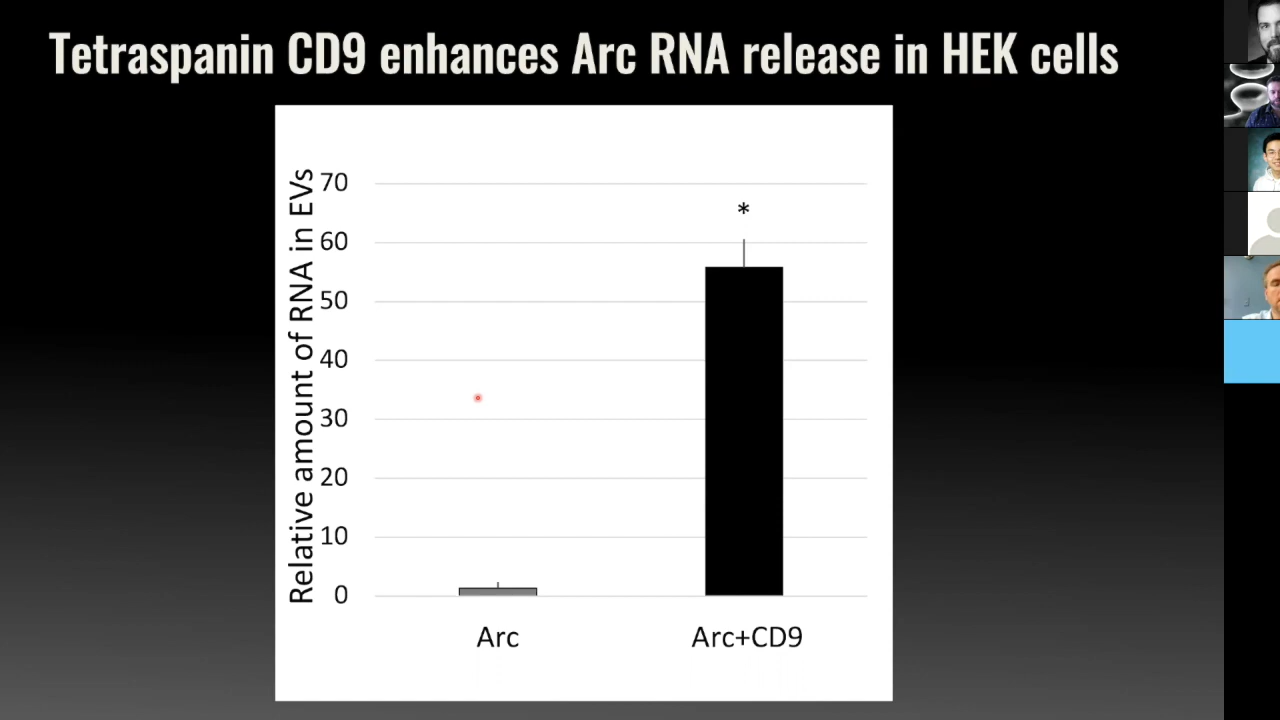 Tetraspanin CD9 enhances Arc RNA release in HEK cells
Relative amount of RNA in EVs
70
60
50
40
30
20
10
0
*
Arc
Arc+CD9